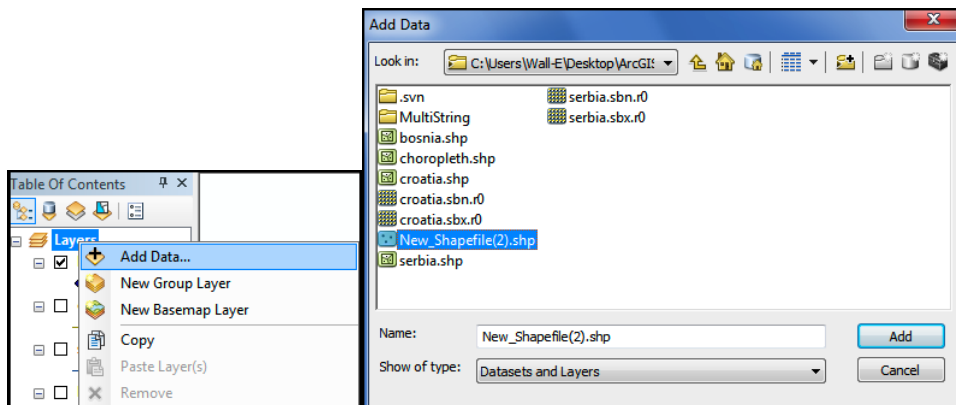 Table Of Contents
Layers
Add Data...
New Group Layer
New Basemap Layer
Copy
Paste Layer(s)
Remove
Add Data
Look in:
C:\Users\Wall-E\Desktop\ArcGIS
.svn
MultiString
bosnia.shp
choropleth.shp
croatia.shp
croatia.sbn.r0
croatia.sbx.r0
New_Shapefile(2).shp
serbia.shp
serbia.sbn.r0
serbia.sbx.r0
Name:
New_Shapefile(2).shp
Add
Show of type:
Datasets and Layers
Cancel